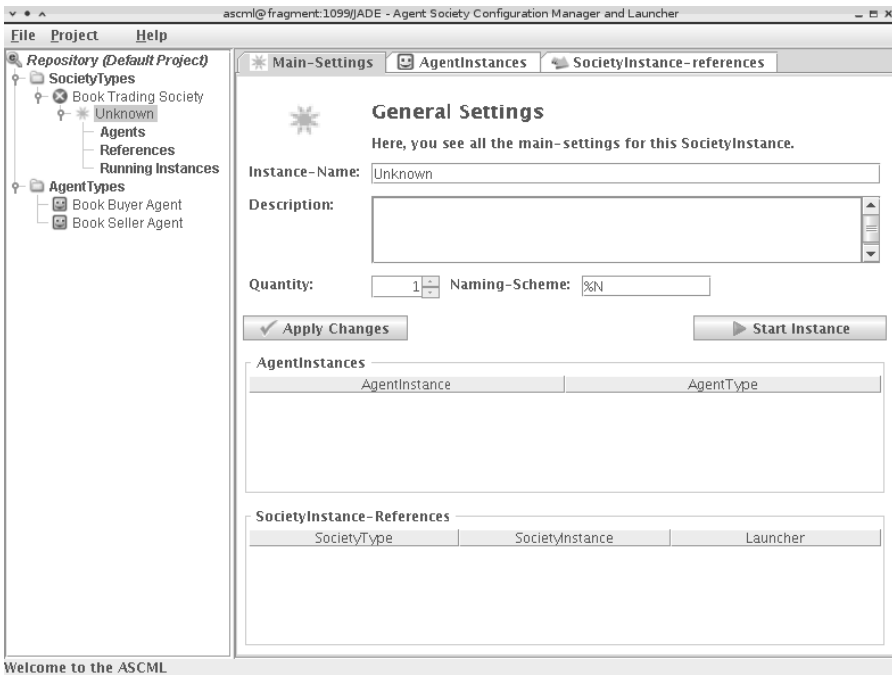 ascml@fragment:1099/JADE - Agent Society Configuration Manager and Launcher
File Project Help
Repository (Default Project)
SocietyTypes
Book Trading Society
Unknown
Agents
References
Running Instances
AgentTypes
Book Buyer Agent
Book Seller Agent
Main-Settings AgentInstances SocietyInstance-references
General Settings
Here, you see all the main-settings for this SocietyInstance.
Instance-Name: Unknown
Description:
Quantity: 1 Naming-Scheme: %N
Apply Changes Start Instance
AgentInstances
AgentInstance AgentType
SocietyInstance-References
SocietyType SocietyInstance Launcher
Welcome to the ASCML